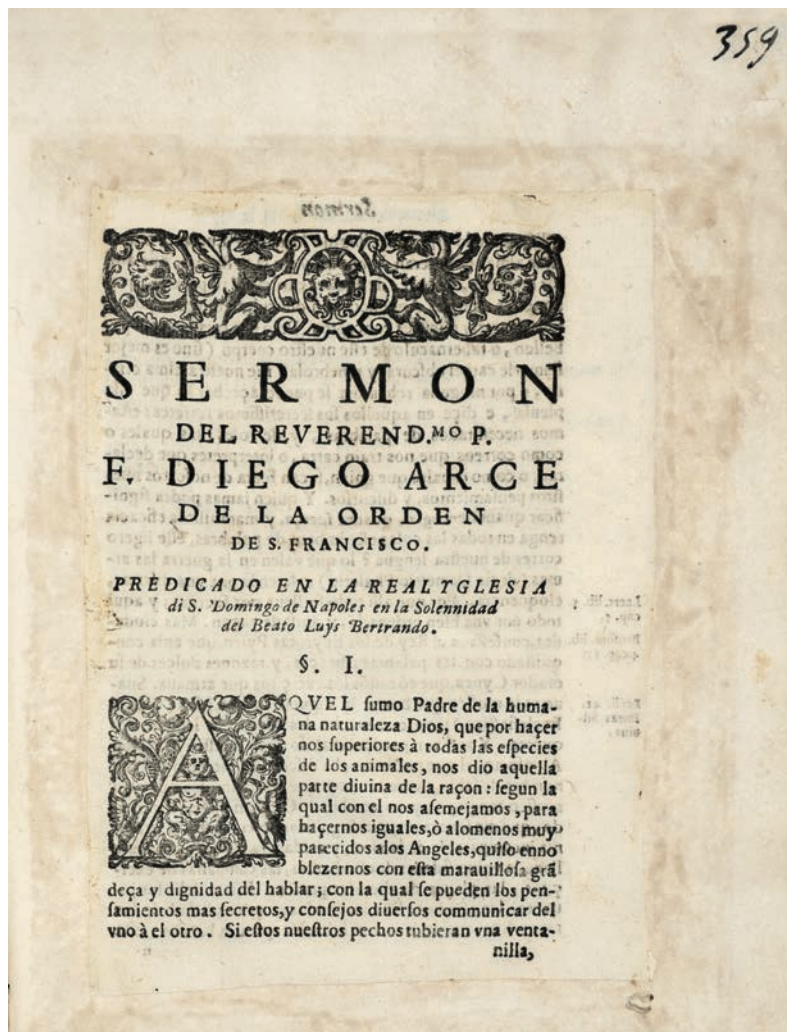 359
SERMON
DEL REVEREND.MO P.
F. DIEGO ARCE
DE LA ORDEN
DE S. FRANCISCO.
PREDICADO EN LA REAL YGLESIA
di S. Domingo de Napoles en la Solennidad
del Beato Luys Bertrando.
§. I.
AQVEL ſumo Padre de la huma-
na naturaleza Dios, que por haçer
nos ſuperiores à todas las eſpecies
de los animales, nos dio aquella
parte diuina de la raçon: ſegun la
qual con el nos aſemejamos, para
haçernos iguales, ò alomenos muy
parecidos alos Angeles, quiſo enno
blezernos con eſta marauilloſa grã
deça y dignidad del hablar; con la qual ſe pueden los pen-
ſamientos mas ſecretos, y conſejos diuerſos communicar del
vno à el otro. Si eſtos nueſtros pechos tubieran vna venta-
nilla,